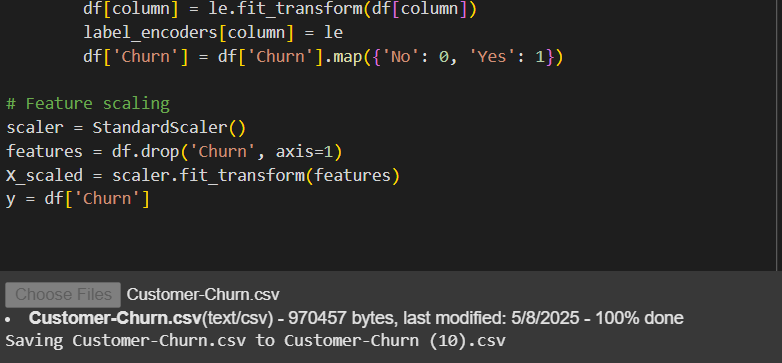 df[column] = le.fit_transform(df[column])
        label_encoders[column] = le
        df['Churn'] = df['Churn'].map({'No': 0, 'Yes': 1})

# Feature scaling
scaler = StandardScaler()
features = df.drop('Churn', axis=1)
X_scaled = scaler.fit_transform(features)
y = df['Churn']
Choose Files Customer-Churn.csv
• Customer-Churn.csv(text/csv) - 970457 bytes, last modified: 5/8/2025 - 100% done
Saving Customer-Churn.csv to Customer-Churn (10).csv